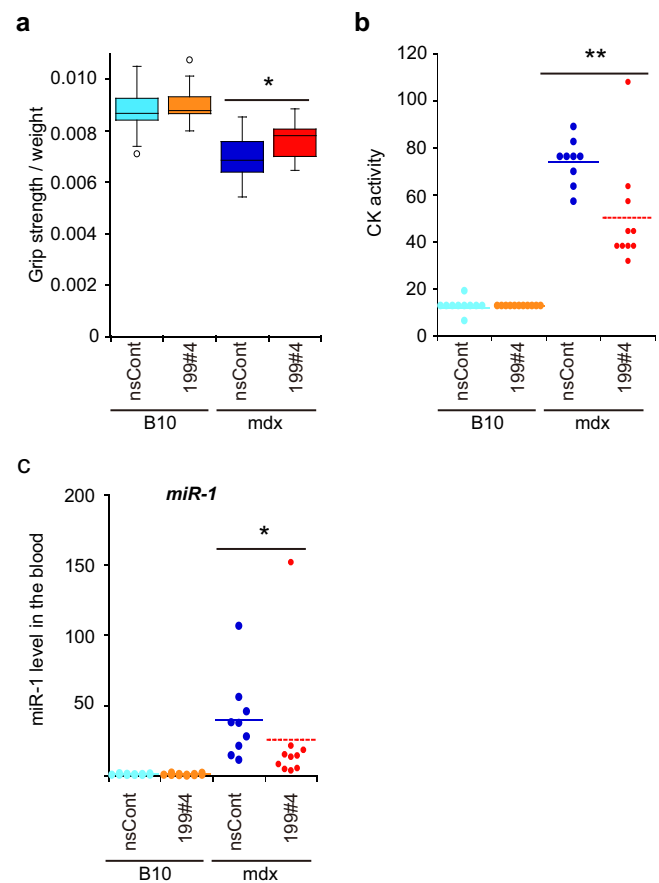 a
Grip strength / weight
0.010
0.008
0.006
0.004
0.002
0
*
nsCont
199#4
nsCont
199#4
B10
mdx
b
CK activity
120
100
80
60
40
20
0
**
nsCont
199#4
nsCont
199#4
B10
mdx
c
miR-1
miR-1 level in the blood
200
150
100
50
*
nsCont
199#4
nsCont
199#4
B10
mdx